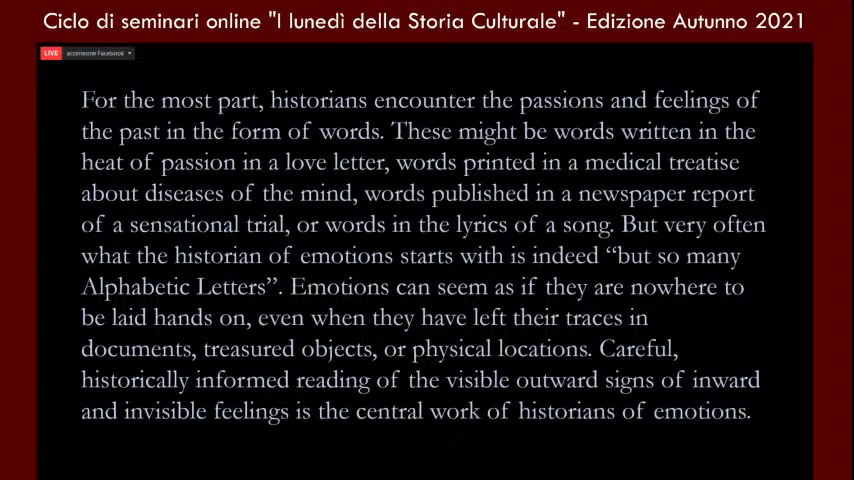 Ciclo di seminari online "I lunedì della Storia Culturale" - Edizione Autunno 2021
LIVE accensione Facebook
For the most part, historians encounter the passions and feelings of
the past in the form of words. These might be words written in the
heat of passion in a love letter, words printed in a medical treatise
about diseases of the mind, words published in a newspaper report
of a sensational trial, or words in the lyrics of a song. But very often
what the historian of emotions starts with is indeed “but so many
Alphabetic Letters”. Emotions can seem as if they are nowhere to
be laid hands on, even when they have left their traces in
documents, treasured objects, or physical locations. Careful,
historically informed reading of the visible outward signs of inward
and invisible feelings is the central work of historians of emotions.